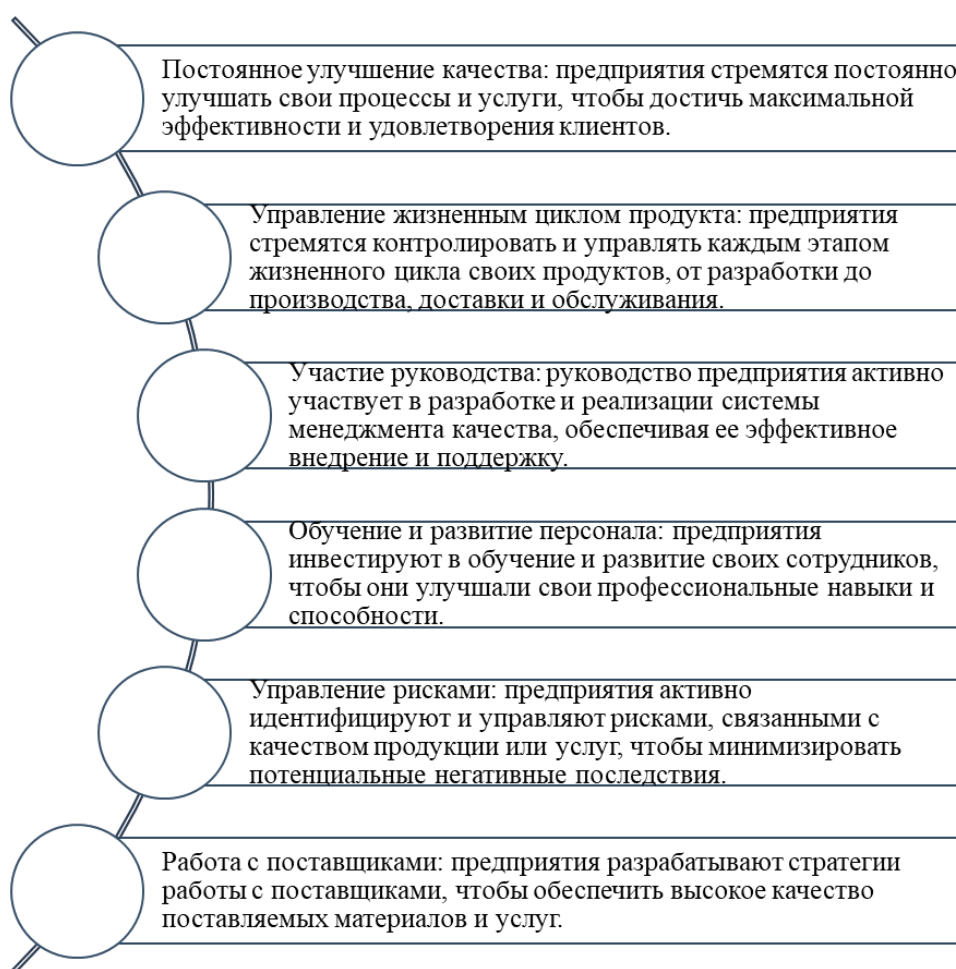 Постоянное улучшение качества: предприятия стремятся постоянно
улучшать свои процессы и услуги, чтобы достичь максимальной
эффективности и удовлетворения клиентов.
Управление жизненным циклом продукта: предприятия
стремятся контролировать и управлять каждым этапом
жизненного цикла своих продуктов, от разработки до
производства, доставки и обслуживания.
Участие руководства: руководство предприятия активно
участвует в разработке и реализации системы
менеджмента качества, обеспечивая ее эффективное
внедрение и поддержку.
Обучение и развитие персонала: предприятия
инвестируют в обучение и развитие своих сотрудников,
чтобы они улучшали свои профессиональные навыки и
способности.
Управление рисками: предприятия активно
идентифицируют и управляют рисками, связанными с
качеством продукции или услуг, чтобы минимизировать
потенциальные негативные последствия.
Работа с поставщиками: предприятия разрабатывают стратегии
работы с поставщиками, чтобы обеспечить высокое качество
поставляемых материалов и услуг.